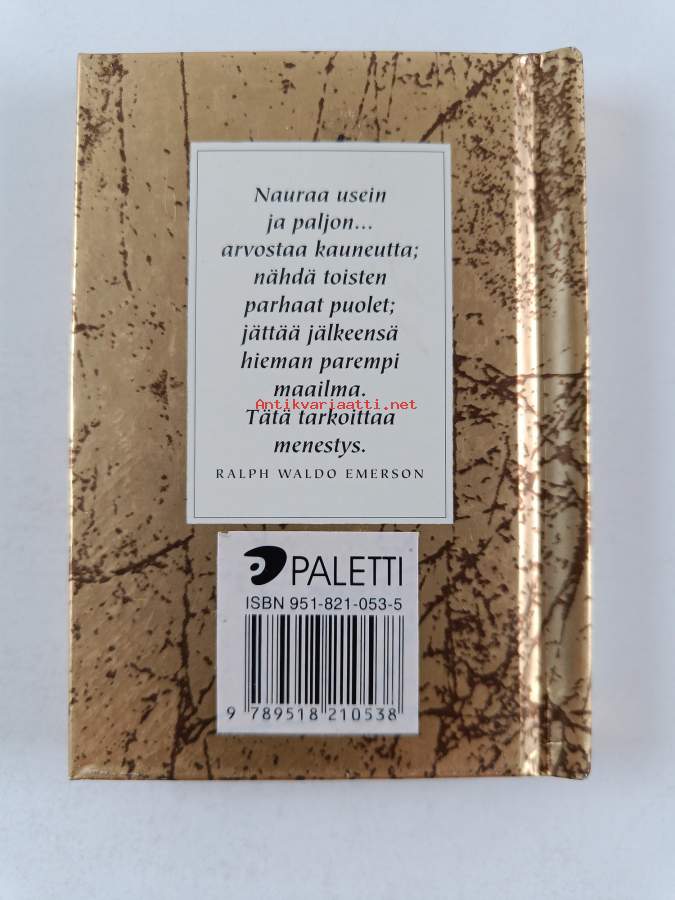 Nauraa usein
ja paljon...
arvostaa kauneutta;
nähdä toisten
parhaat puolet;
jättää jälkeensä
hieman parempi
maailma.
Antikvariaatti.net
Tätä tarkoittaa
menestys.
RALPH WALDO EMERSON
PALETTI
ISBN 951-821-053-5
9 789518 210538